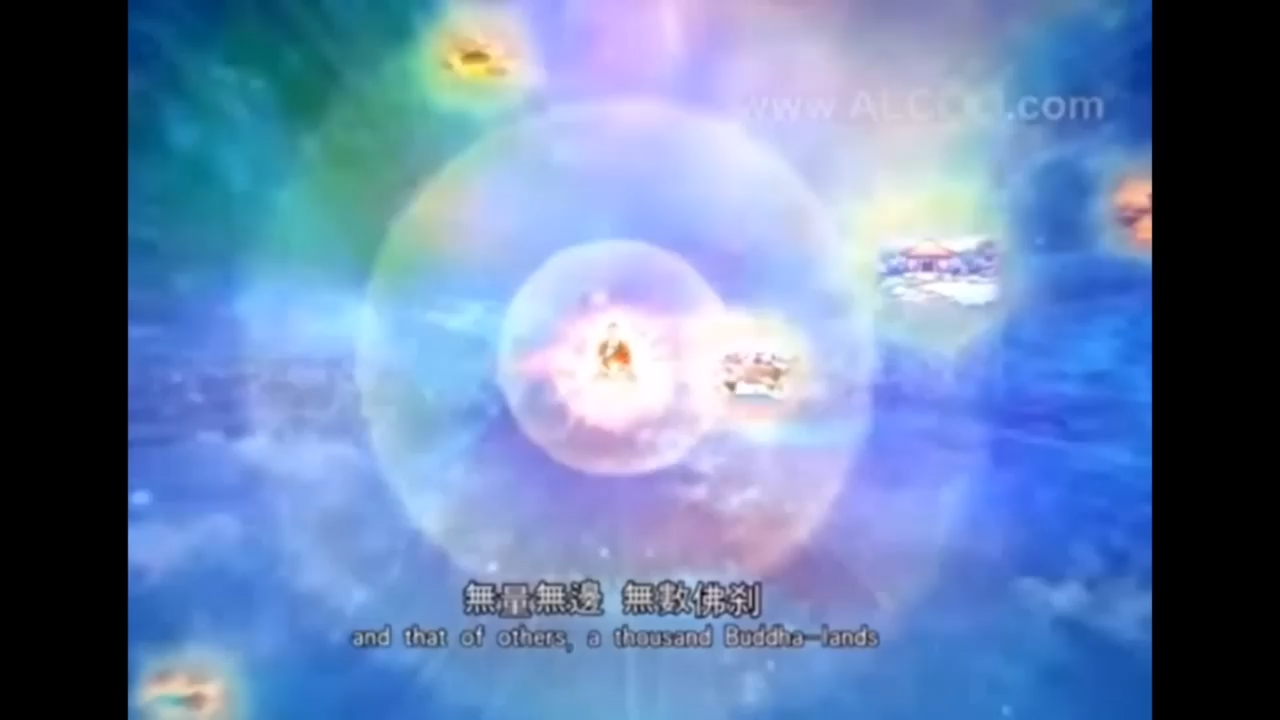 無量無邊 無數佛刹
and that of others, a thousand Buddha-lands